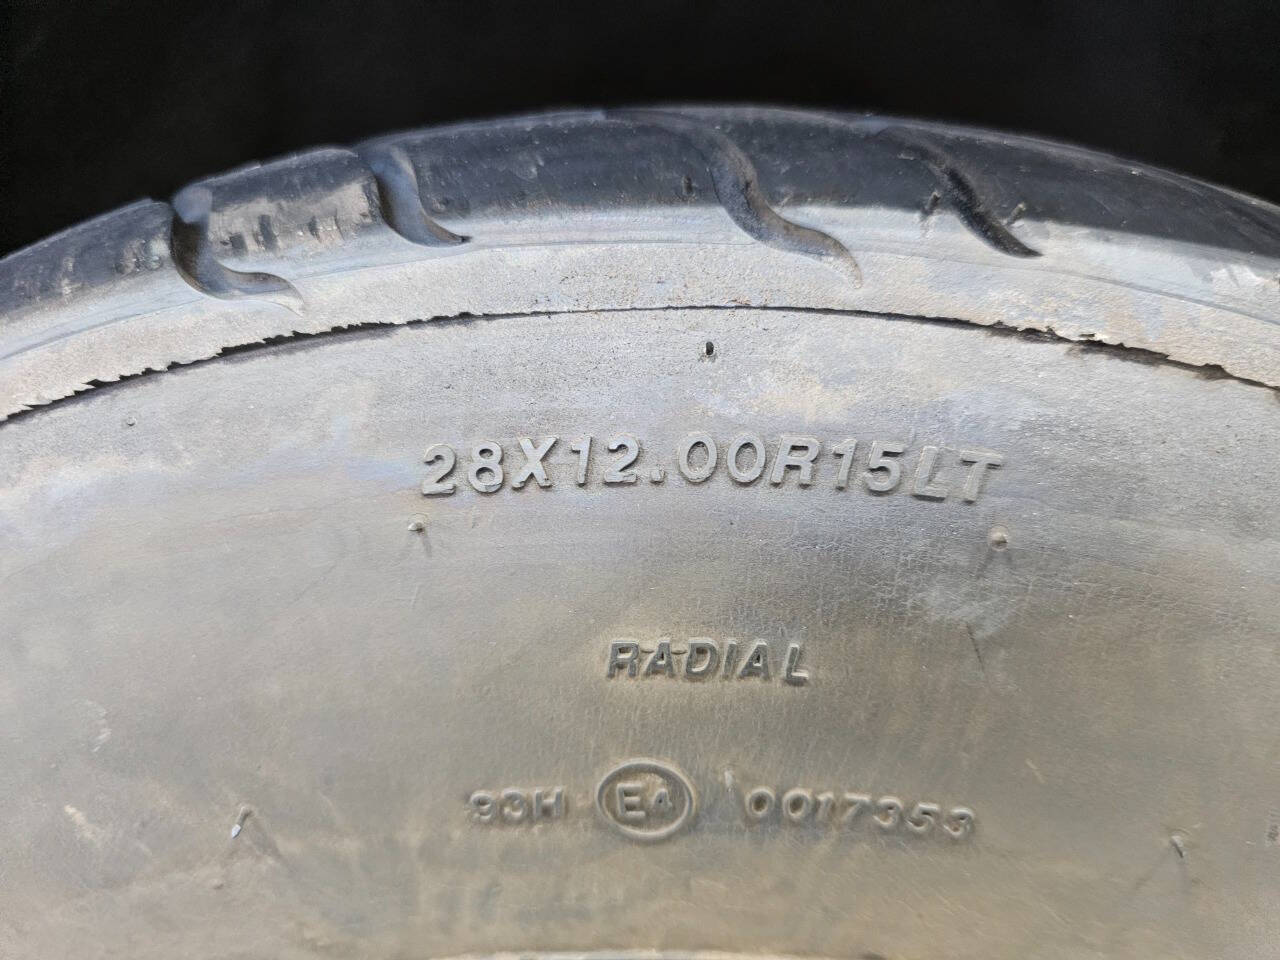 28X12.00R15LT
RADIAL
93H E4 0017353